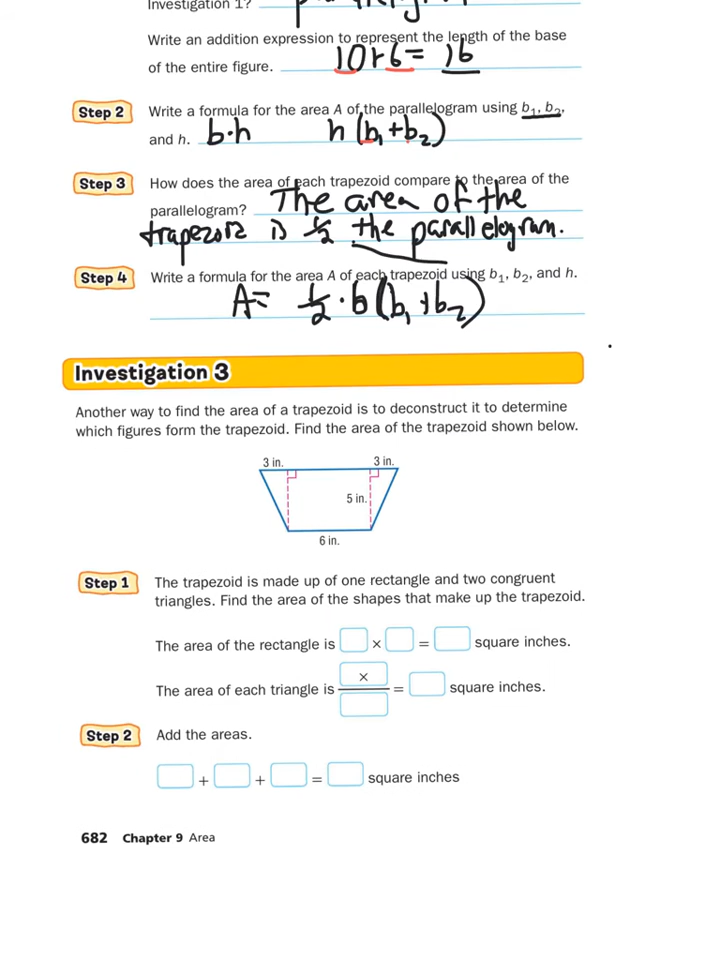 Investigation 1?
Write an addition expression to represent the length of the base
of the entire figure. 10+6= 16
Step 2 Write a formula for the area A of the parallelogram using b₁, b₂,
and h. b·h h(b₁+b₂)
Step 3 How does the area of each trapezoid compare to the area of the
parallelogram? The area of the
is ½ the parallelogram.
Step 4 Write a formula for the area A of each trapezoid using b₁, b₂, and h.
A= ½·b(b₁+b₂)
Investigation 3
Another way to find the area of a trapezoid is to deconstruct it to determine
which figures form the trapezoid. Find the area of the trapezoid shown below.
3 in. 3 in.
5 in.
6 in.
Step 1 The trapezoid is made up of one rectangle and two congruent
triangles. Find the area of the shapes that make up the trapezoid.
The area of the rectangle is × = square inches.
×
The area of each triangle is = square inches.
Step 2 Add the areas.
+ + = square inches
682 Chapter 9 Area